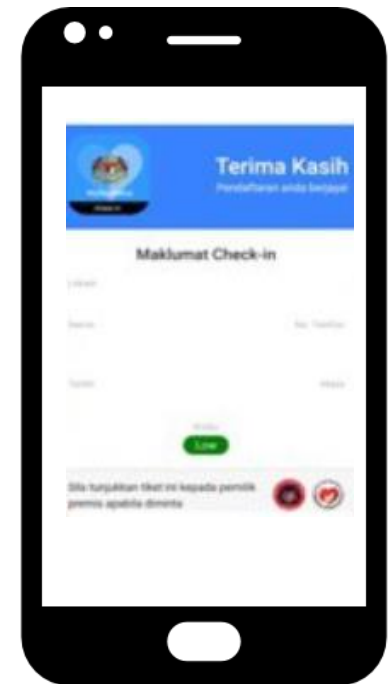 Terima Kasih
Pendaftaran anda berjaya
Maklumat Check-in
Lokasi
Nama
No. Telefon
Tarikh
Masa
Low
Sila tunjukkan tiket ini kepada pemilik
premis apabila diminta